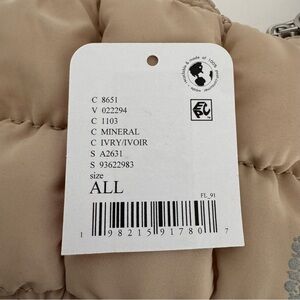 C 8651
V 022294
C 1103
C MINERAL
C IVRY/IVOIR
S A2631
S 93622983
size
ALL
FL_91
1 98215 91780 7